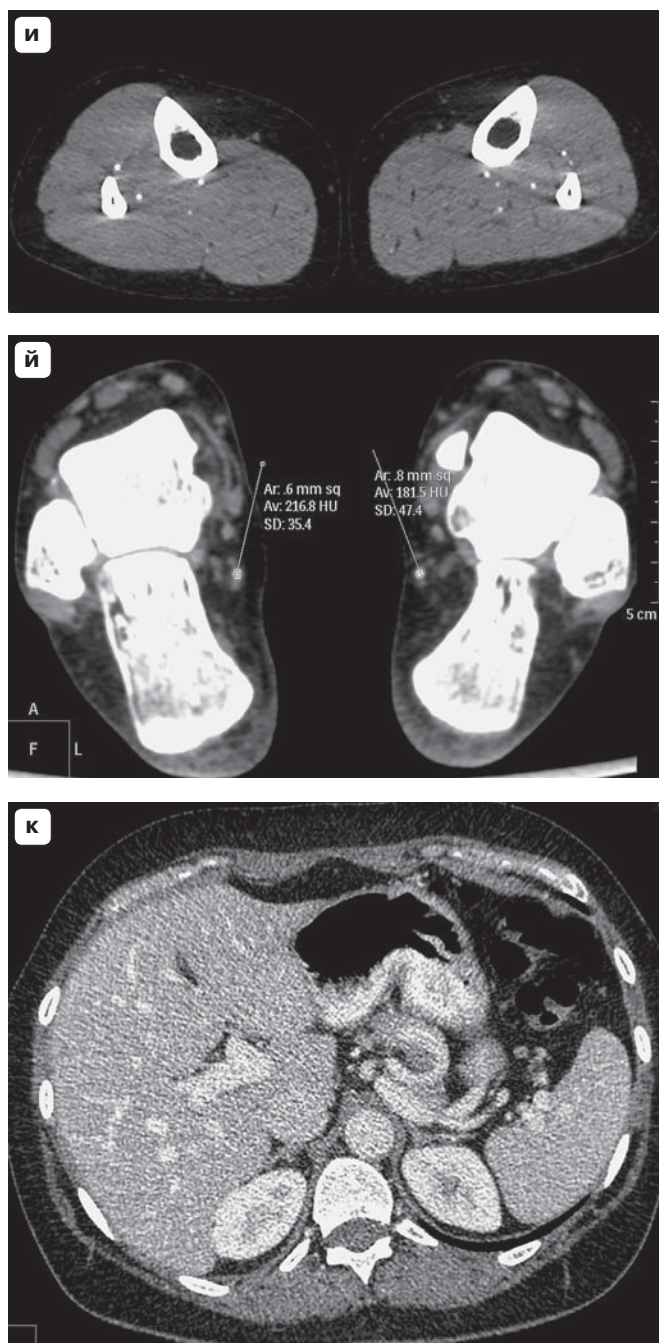 и
й
Ar: .6 mm sq
Av: 216.8 HU
SD: 35.4
Ar: .8 mm sq
Av: 181.5 HU
SD: 47.4
5 cm
A
F L
к